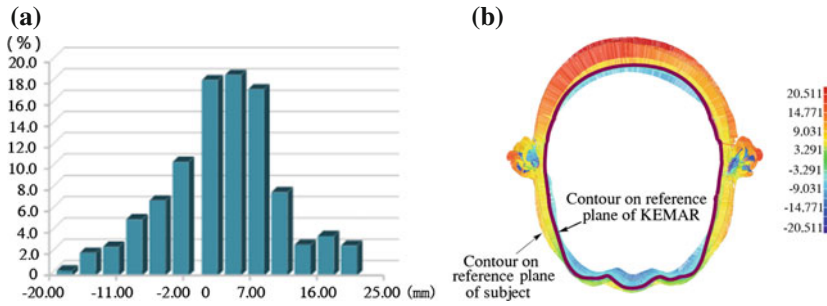 (a)
(%)
20.0
18.0
16.0
14.0
12.0
10.0
8.0
6.0
4.0
2.0
0
-20.00 -11.00 -2.00 0 7.00 16.00 25.00 (mm)
(b)
Contour on reference
plane of KEMAR
Contour on
reference plane
of subject
20.511
14.771
9.031
3.291
-3.291
-9.031
-14.771
-20.511